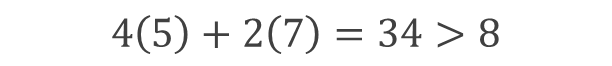 4(5) + 2(7) = 34 > 8